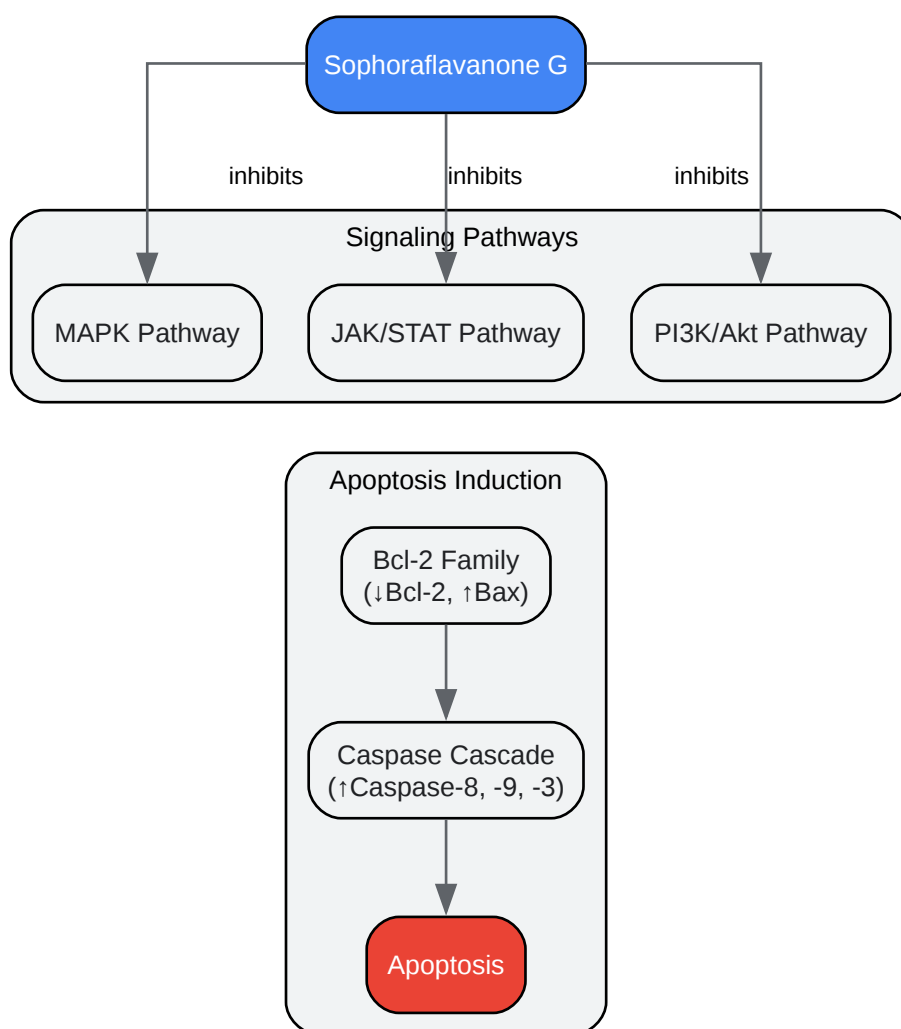 Sophoraflavanone G
inhibits
inhibits
inhibits
Signaling Pathways
MAPK Pathway
JAK/STAT Pathway
PI3K/Akt Pathway
Apoptosis Induction
Bcl-2 Family
(↓Bcl-2, ↑Bax)
Caspase Cascade
(↑Caspase-8, -9, -3)
Apoptosis